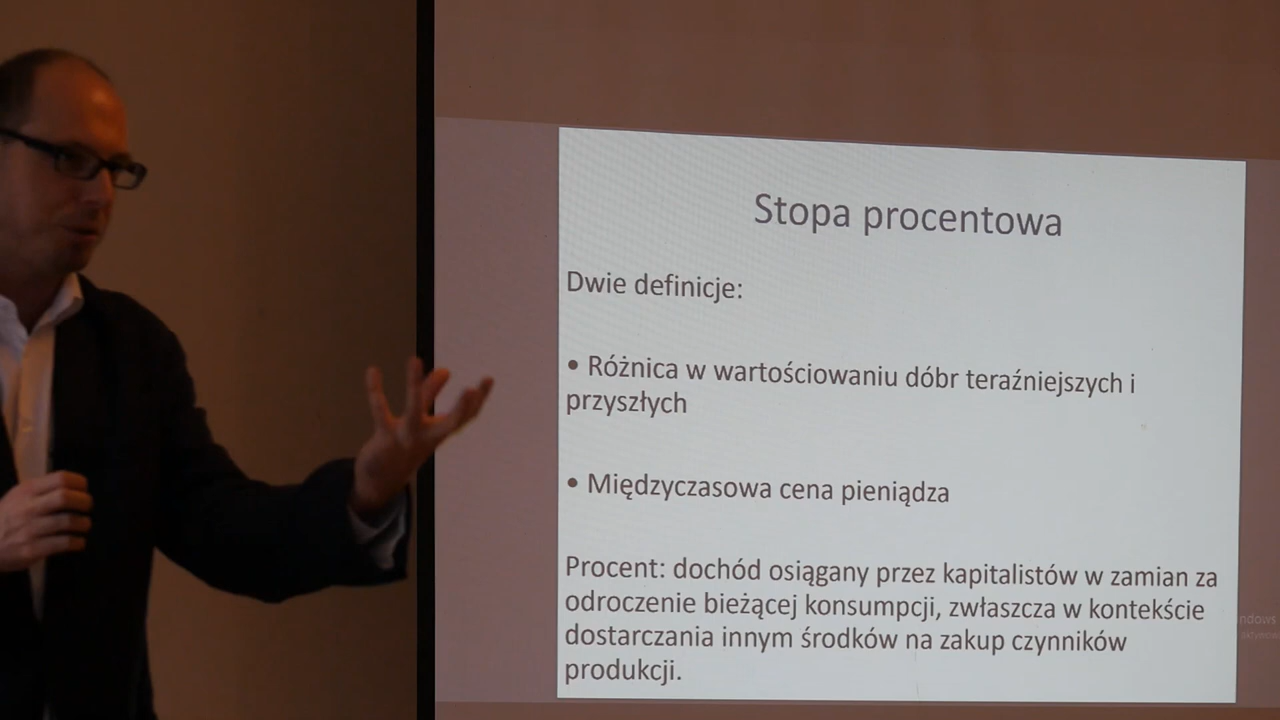 Stopa procentowa
Dwie definicje:
• Różnica w wartościowaniu dóbr teraźniejszych i
przyszłych
• Międzyczasowa cena pieniądza
Procent: dochód osiągany przez kapitalistów w zamian za
odroczenie bieżącej konsumpcji, zwłaszcza w kontekście
dostarczania innym środków na zakup czynników
produkcji.
ndows